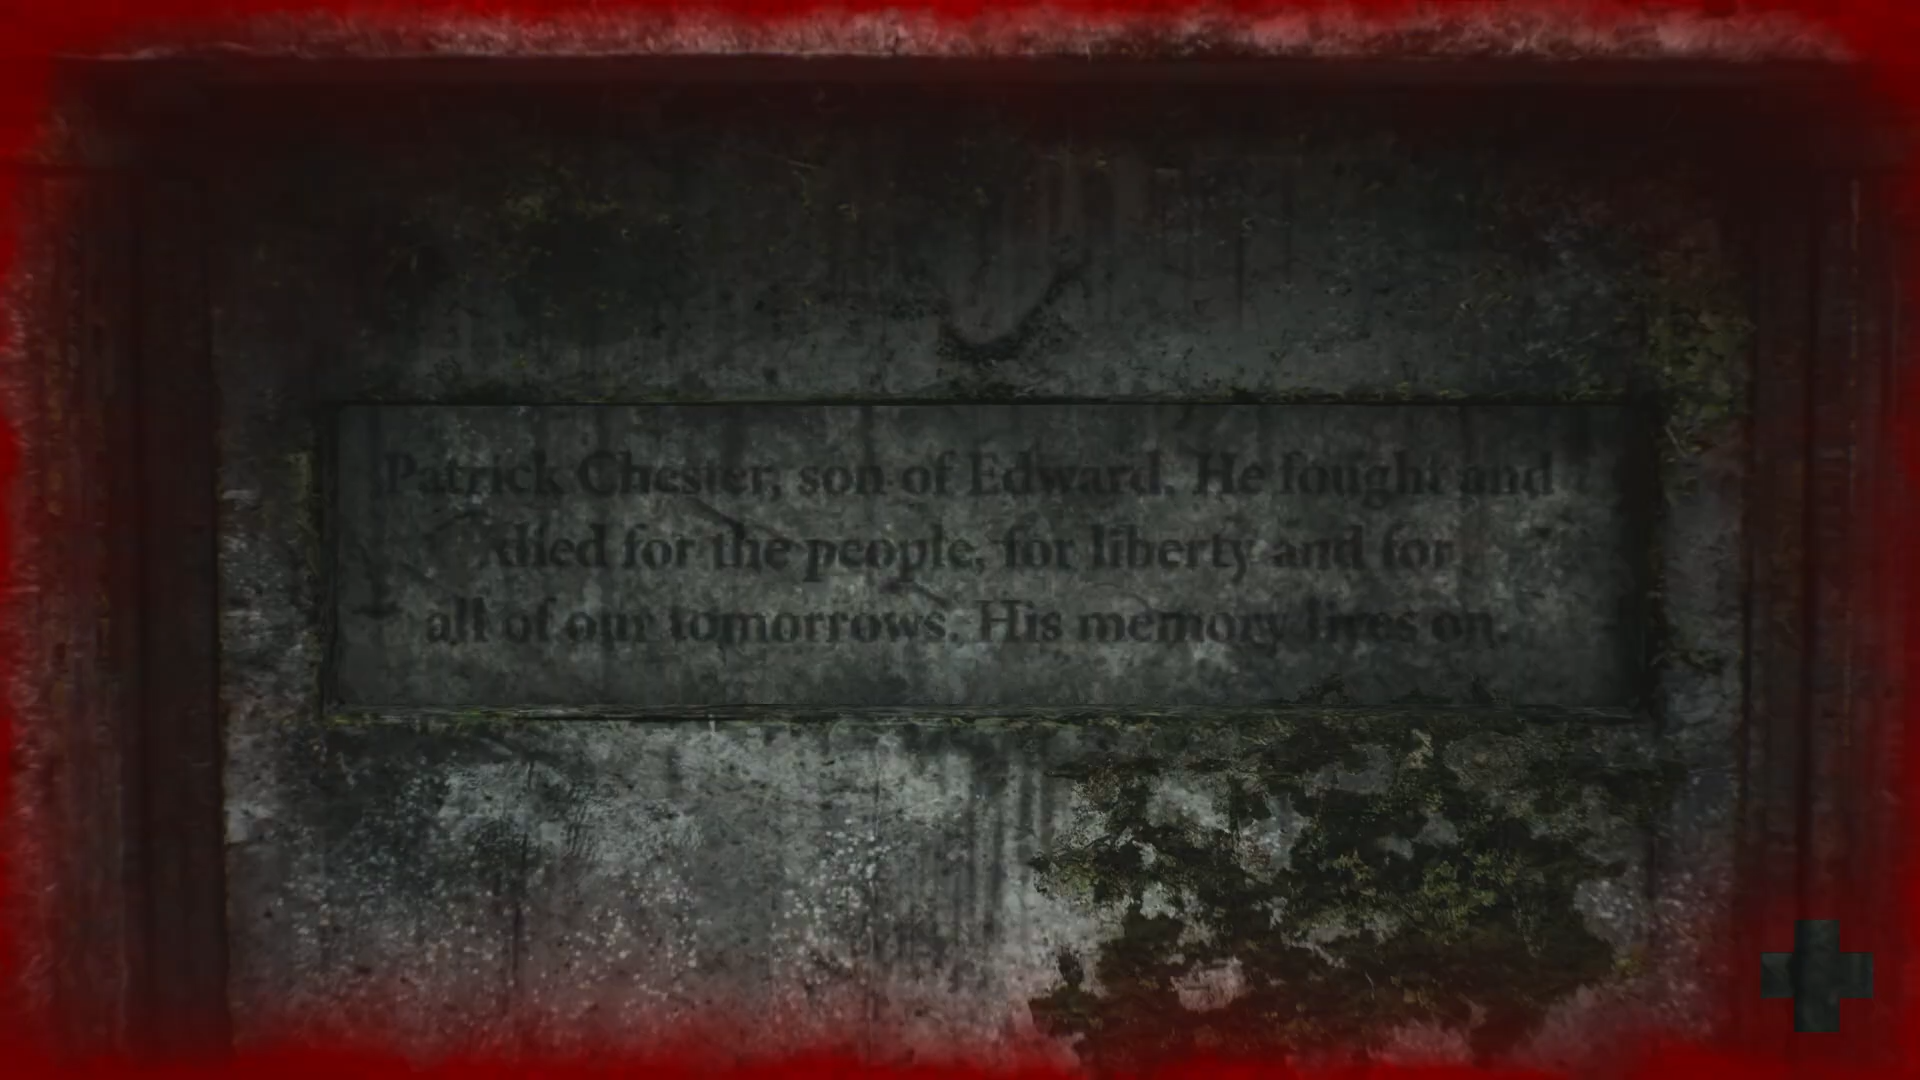 Patrick Chester, son of Edward. He fought and
died for the people, for liberty and for
all of our tomorrows. His memory lives on.